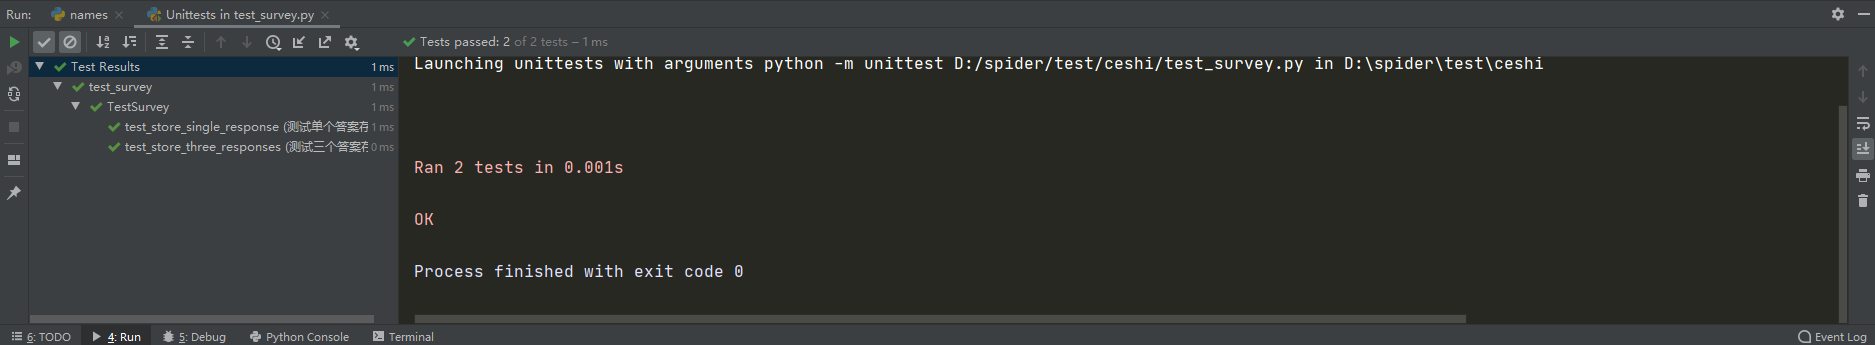 Run: names Unittests in test_survey.py
Tests passed: 2 of 2 tests – 1 ms
Test Results 1 ms
test_survey 1 ms
TestSurvey 1 ms
test_store_single_response (测试单个答案存 1 ms
test_store_three_responses (测试三个答案存 0 ms
Launching unittests with arguments python -m unittest D:/spider/test/ceshi/test_survey.py in D:\spider\test\ceshi
Ran 2 tests in 0.001s
OK
Process finished with exit code 0
6: TODO 4: Run 5: Debug Python Console Terminal Event Log